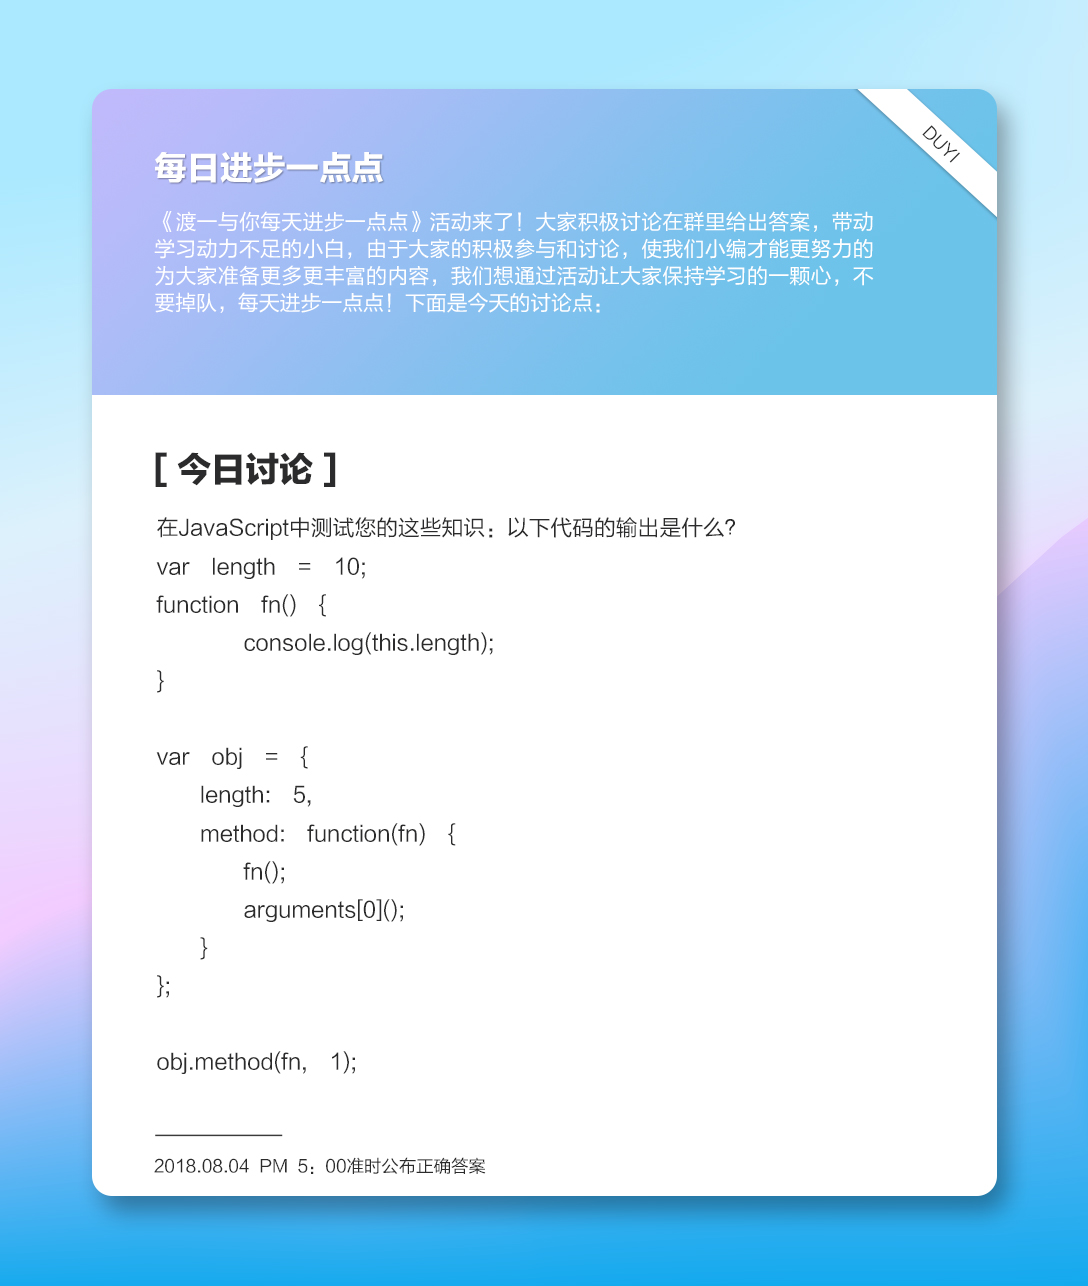 DUYI
每日进步一点点
《渡一与你每天进步一点点》活动来了！大家积极讨论在群里给出答案，带动
学习动力不足的小白，由于大家的积极参与和讨论，使我们小编才能更努力的
为大家准备更多更丰富的内容，我们想通过活动让大家保持学习的一颗心，不
要掉队，每天进步一点点！下面是今天的讨论点：
[ 今日讨论 ]
在JavaScript中测试您的这些知识：以下代码的输出是什么?
var length = 10;
function fn() {
console.log(this.length);
}
var obj = {
length: 5,
method: function(fn) {
fn();
arguments[0]();
}
};
obj.method(fn, 1);
2018.08.04 PM 5：00准时公布正确答案